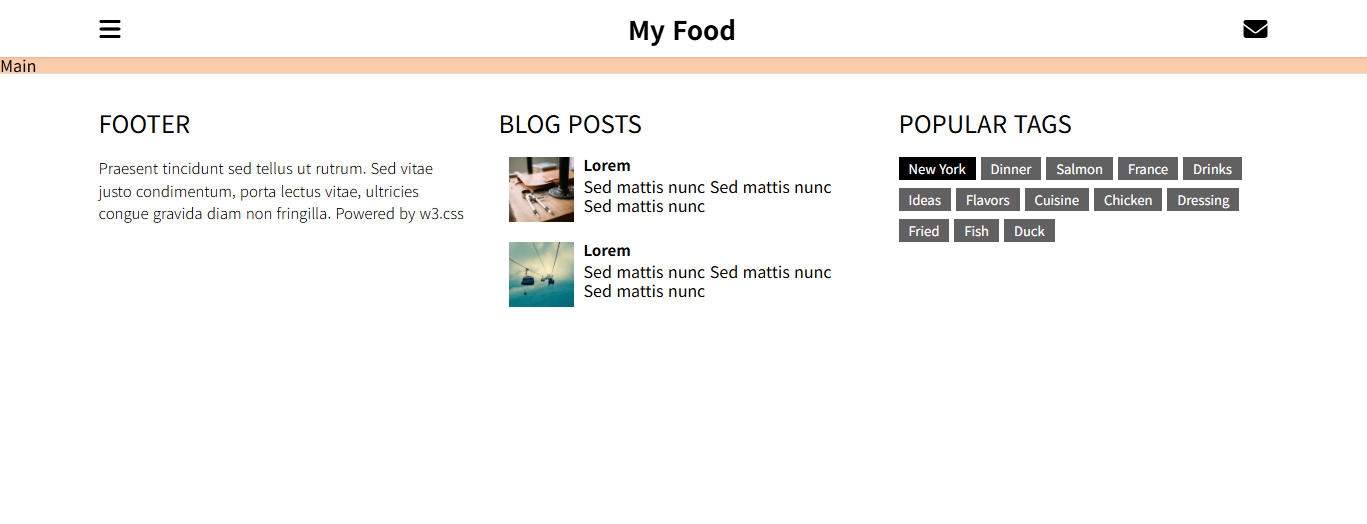 My Food
Main
FOOTER
Praesent tincidunt sed tellus ut rutrum. Sed vitae
justo condimentum, porta lectus vitae, ultricies
congue gravida diam non fringilla. Powered by w3.css
BLOG POSTS
Lorem
Sed mattis nunc Sed mattis nunc
Sed mattis nunc
Lorem
Sed mattis nunc Sed mattis nunc
Sed mattis nunc
POPULAR TAGS
New York Dinner Salmon France Drinks
Ideas Flavors Cuisine Chicken Dressing
Fried Fish Duck